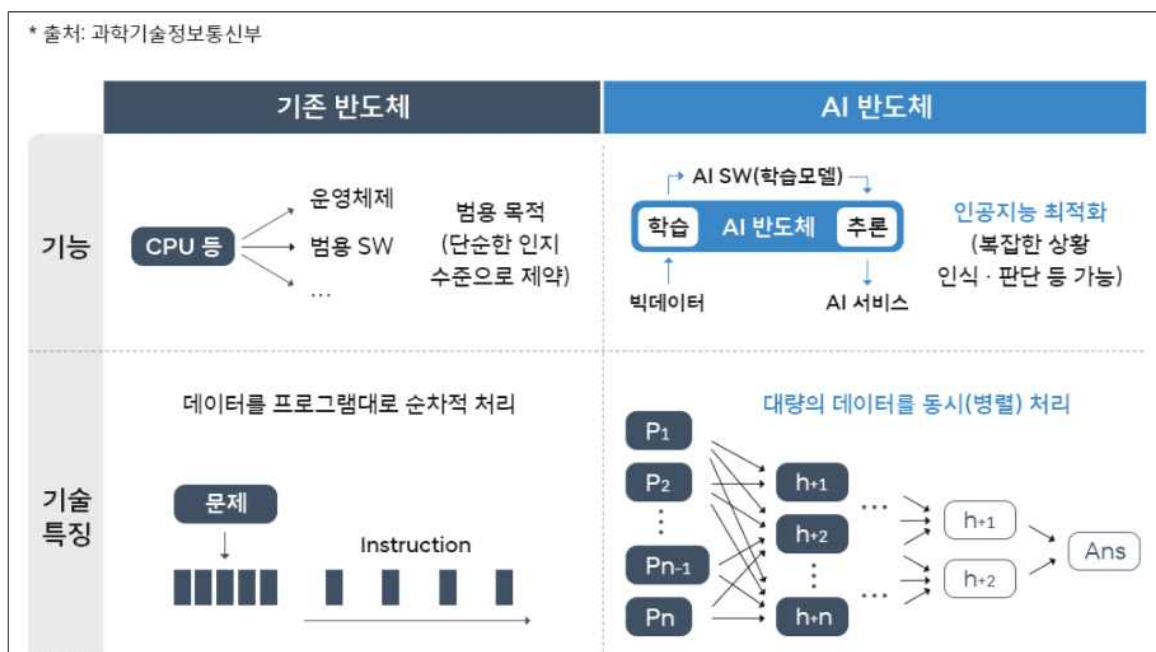 * 출처: 과학기술정보통신부
기존 반도체
AI 반도체
기능
CPU 등
운영체제
범용 SW
...
범용 목적
(단순한 인지
수준으로 제약)
AI SW(학습모델)
학습
AI 반도체
추론
빅데이터
AI 서비스
인공지능 최적화
(복잡한 상황
인식 · 판단 등 가능)
기술
특징
데이터를 프로그램대로 순차적 처리
문제
Instruction
대량의 데이터를 동시(병렬) 처리
P1
P2
⋮
Pn-1
Pn
h+1
h+2
⋮
h+n
...
...
h+1
h+2
Ans